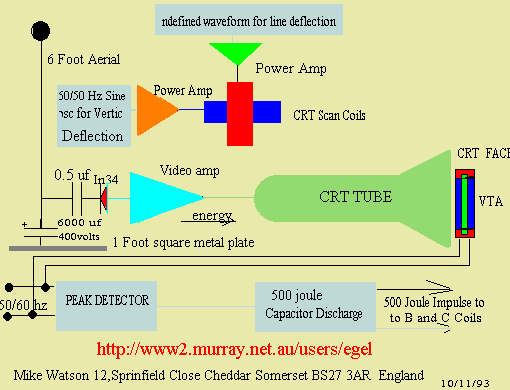 ndefined waveform for line deflection
6 Foot Aerial
Power Amp
Power Amp
50/50 Hz Sine
osc for Vertic
Deflection
CRT Scan Coils
Video amp
CRT FACE
0.5 uf
In34
CRT TUBE
VTA
energy
+
6000 uf
400volts
1 Foot square metal plate
50/60 hz
PEAK DETECTOR
500 joule
Capacitor Discharge
500 Joule Impulse to
to B and C Coils
http://www2.murray.net.au/users/egel
Mike Watson 12,Sprinfield Close Cheddar Somerset BS27 3AR England
10/11/93